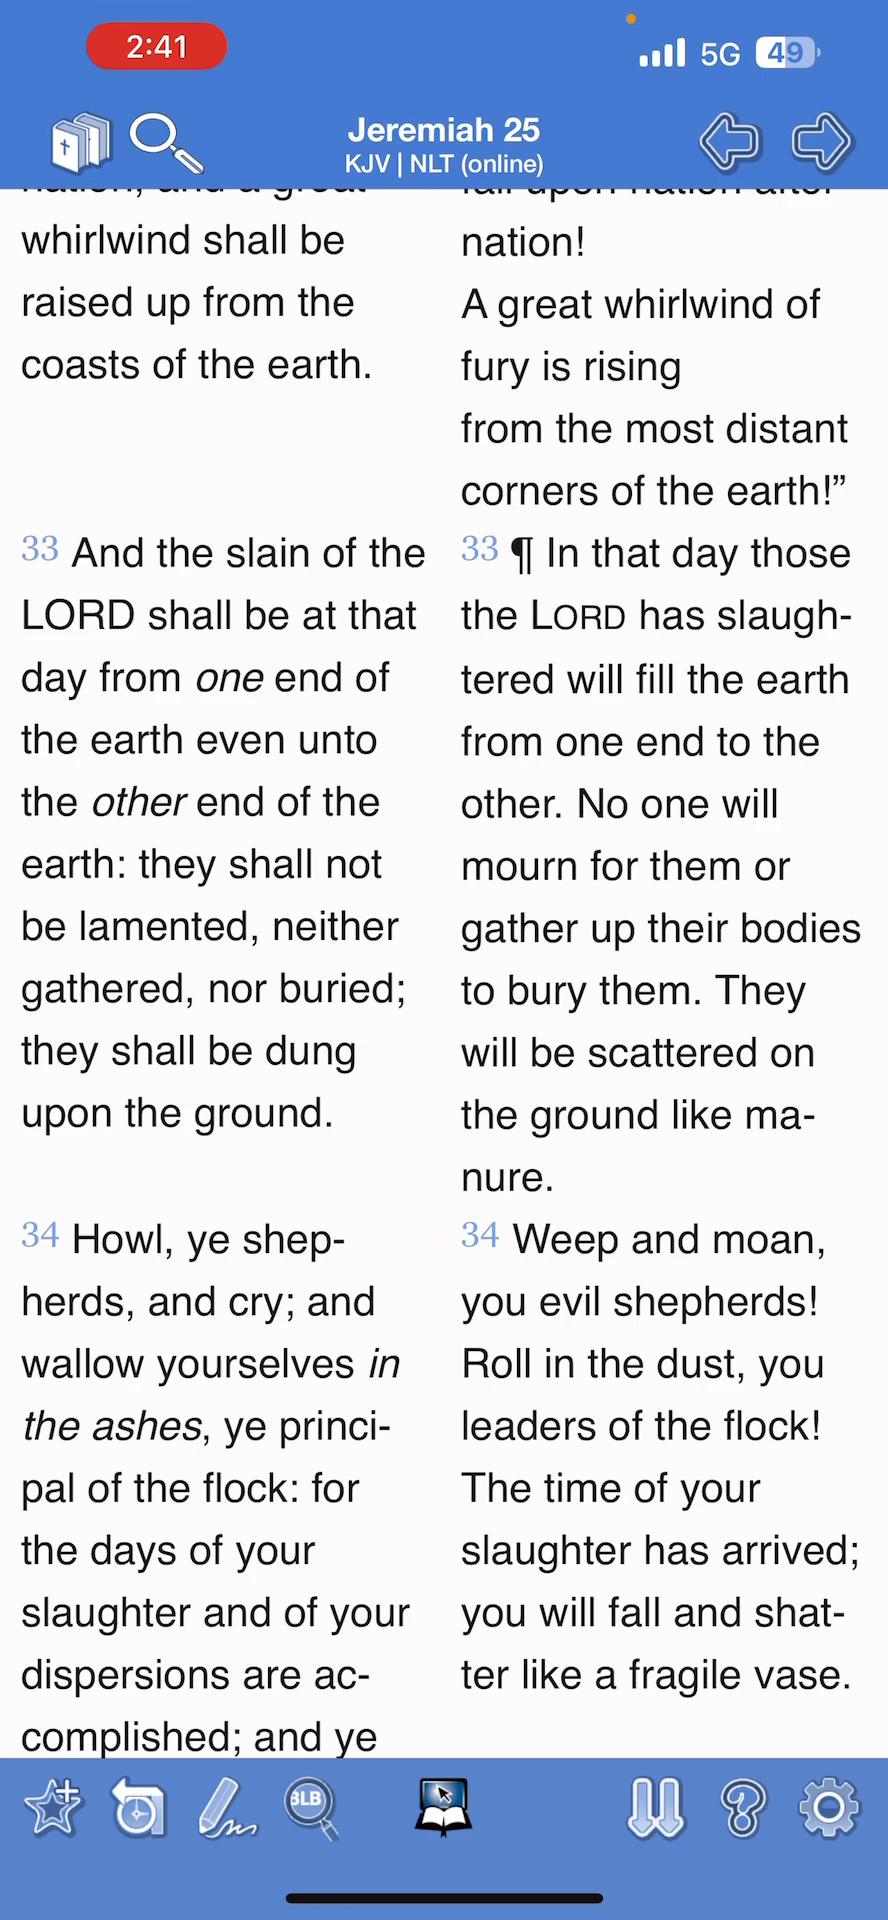 2:41
5G 49
Jeremiah 25
KJV | NLT (online)
nation, and a great
whirlwind shall be
raised up from the
coasts of the earth.
33 And the slain of the
LORD shall be at that
day from one end of
the earth even unto
the other end of the
earth: they shall not
be lamented, neither
gathered, nor buried;
they shall be dung
upon the ground.
34 Howl, ye shep-
herds, and cry; and
wallow yourselves in
the ashes, ye princi-
pal of the flock: for
the days of your
slaughter and of your
dispersions are ac-
complished; and ye
fall upon nation after
nation!
A great whirlwind of
fury is rising
from the most distant
corners of the earth!”
33 ¶ In that day those
the LORD has slaugh-
tered will fill the earth
from one end to the
other. No one will
mourn for them or
gather up their bodies
to bury them. They
will be scattered on
the ground like ma-
nure.
34 Weep and moan,
you evil shepherds!
Roll in the dust, you
leaders of the flock!
The time of your
slaughter has arrived;
you will fall and shat-
ter like a fragile vase.
BLB